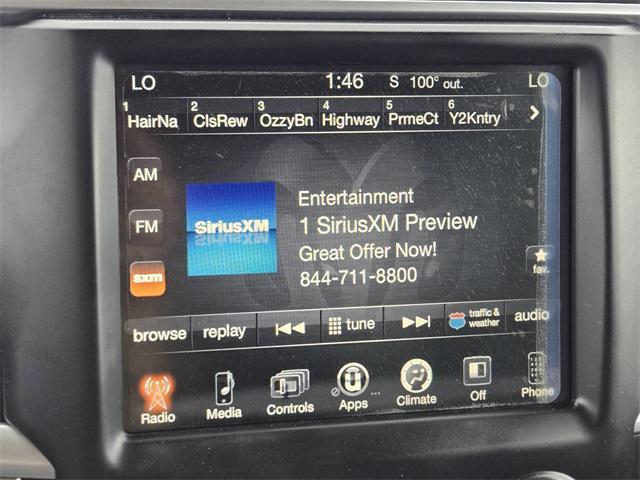 LO 1:46 S 100° out. LO
1 HairNa 2 ClsRew 3 OzzyBn 4 Highway 5 PrmeCt 6 Y2Kntry
AM
FM
sxm
SiriusXM
Entertainment
1 SiriusXM Preview
Great Offer Now!
844-711-8800
fav.
browse replay tune traffic & weather audio
Radio Media Controls Apps ... Climate Off Phone